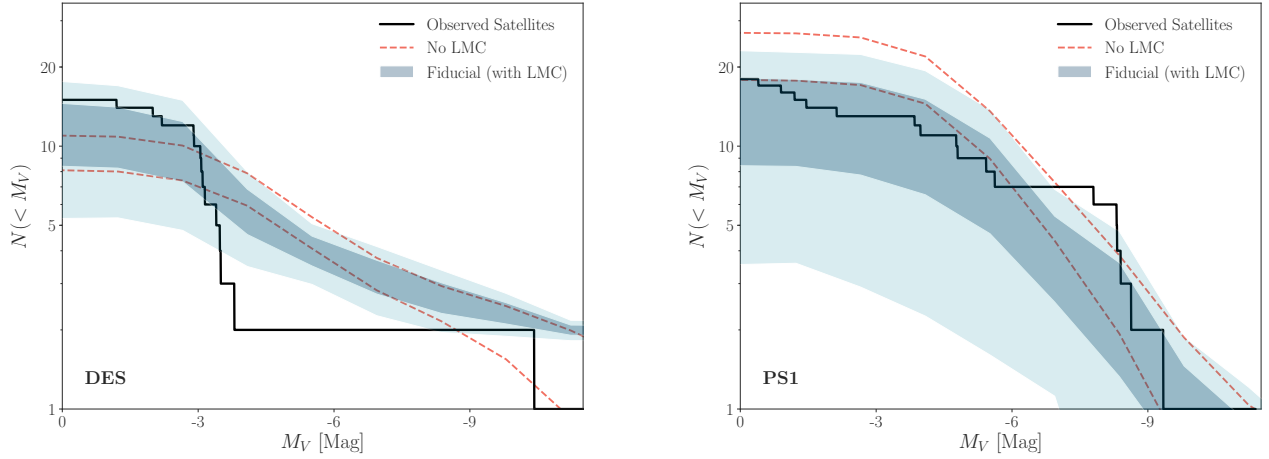 Observed Satellites
No LMC
Fiducial (with LMC)
20
10
5
1
N(< M_V)
DES
0
-3
-6
-9
M_V [Mag]
Observed Satellites
No LMC
Fiducial (with LMC)
20
10
5
1
N(< M_V)
PS1
0
-3
-6
-9
M_V [Mag]